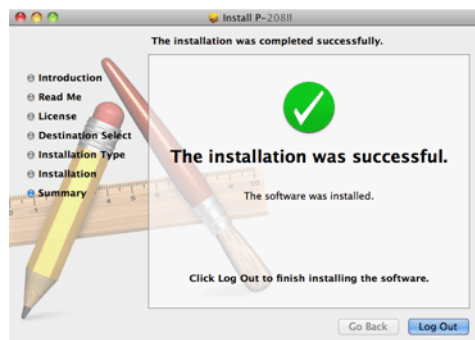 Install P-208II
The installation was completed successfully.
Introduction
Read Me
License
Destination Select
Installation Type
Installation
Summary
The installation was successful.
The software was installed.
Click Log Out to finish installing the software.
Go Back
Log Out